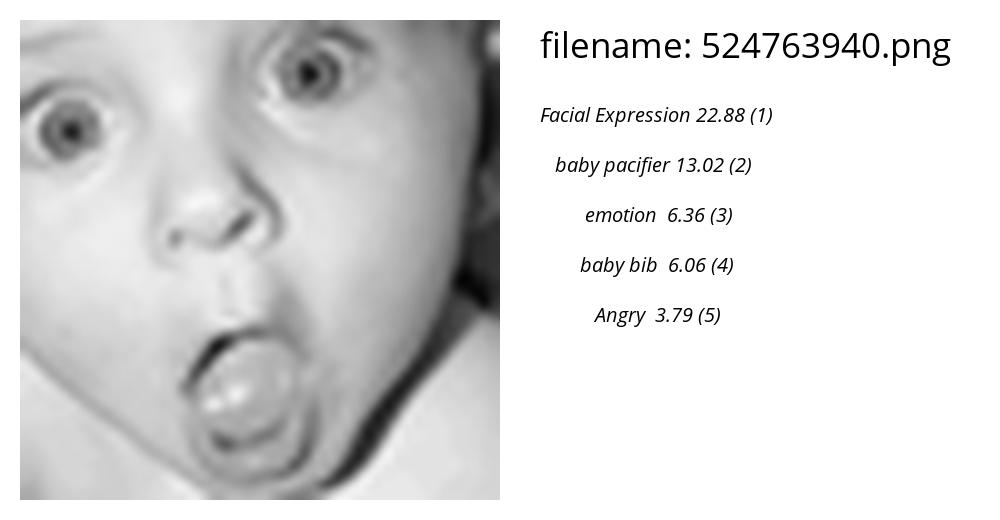 filename: 524763940.png
Facial Expression 22.88 (1)
baby pacifier 13.02 (2)
emotion 6.36 (3)
baby bib 6.06 (4)
Angry 3.79 (5)